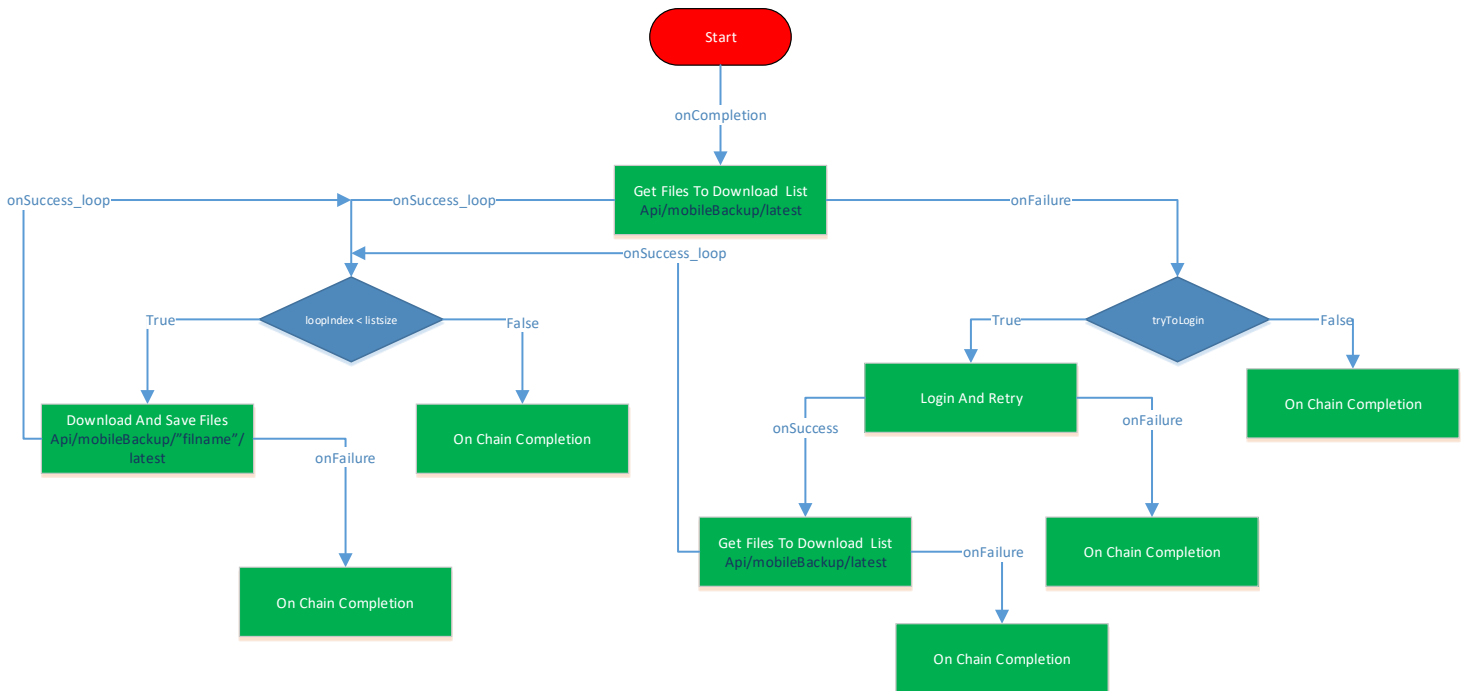 Start
onCompletion
Get Files To Download List
Api/mobileBackup/latest
onSuccess_loop
onSuccess_loop
onFailure
onSuccess_loop
loopIndex < listsize
True
False
tryToLogin
True
False
Download And Save Files
Api/mobileBackup/”filname”/
latest
onFailure
On Chain Completion
Login And Retry
On Chain Completion
onSuccess
onFailure
On Chain Completion
Get Files To Download List
Api/mobileBackup/latest
onFailure
On Chain Completion
On Chain Completion